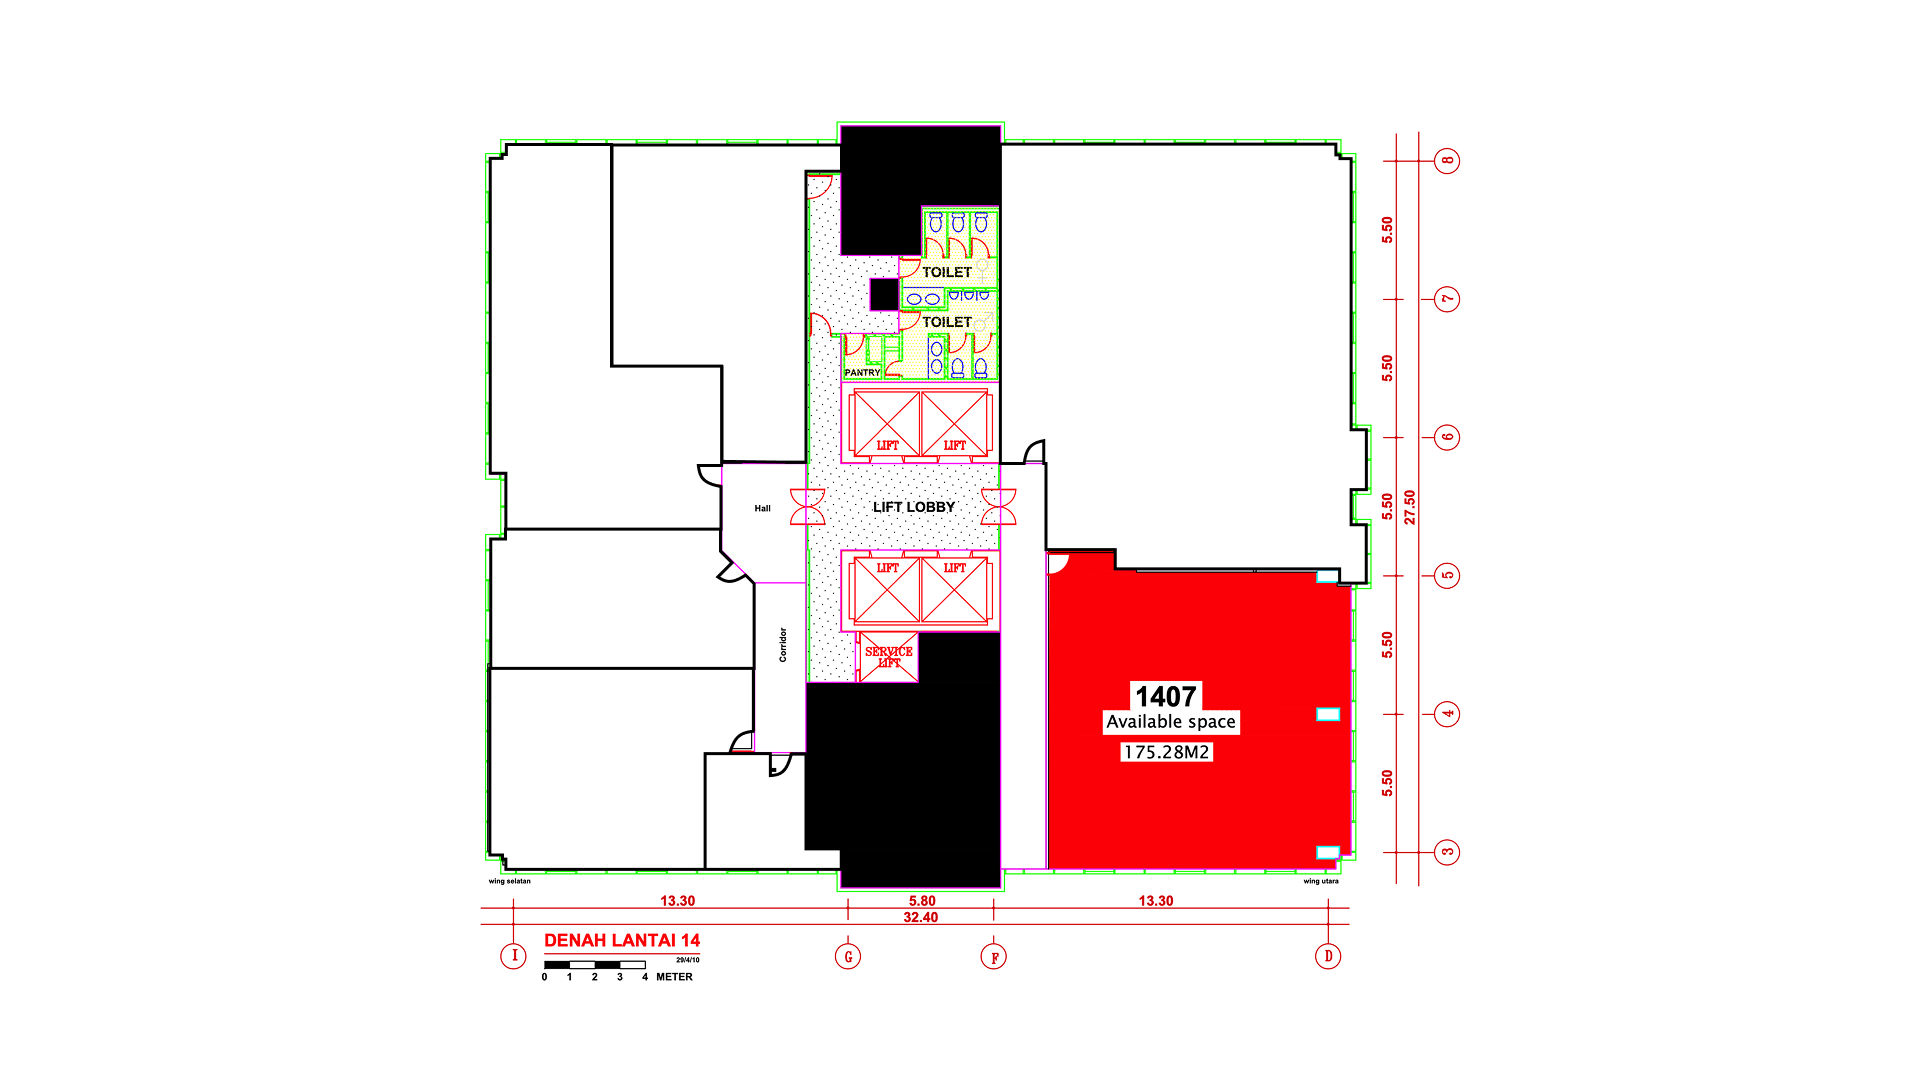 8
5.50
TOILET
7
TOILET
5.50
PANTRY
6
LIFT
LIFT
Hall
LIFT LOBBY
5.50
27.50
LIFT
LIFT
5
Corridor
SERVICE
LIFT
5.50
1407
Available space
4
175.28M2
5.50
3
wing selatan
wing utara
13.30
5.80
13.30
32.40
DENAH LANTAI 14
I
G
F
D
29/4/10
0 1 2 3 4 METER